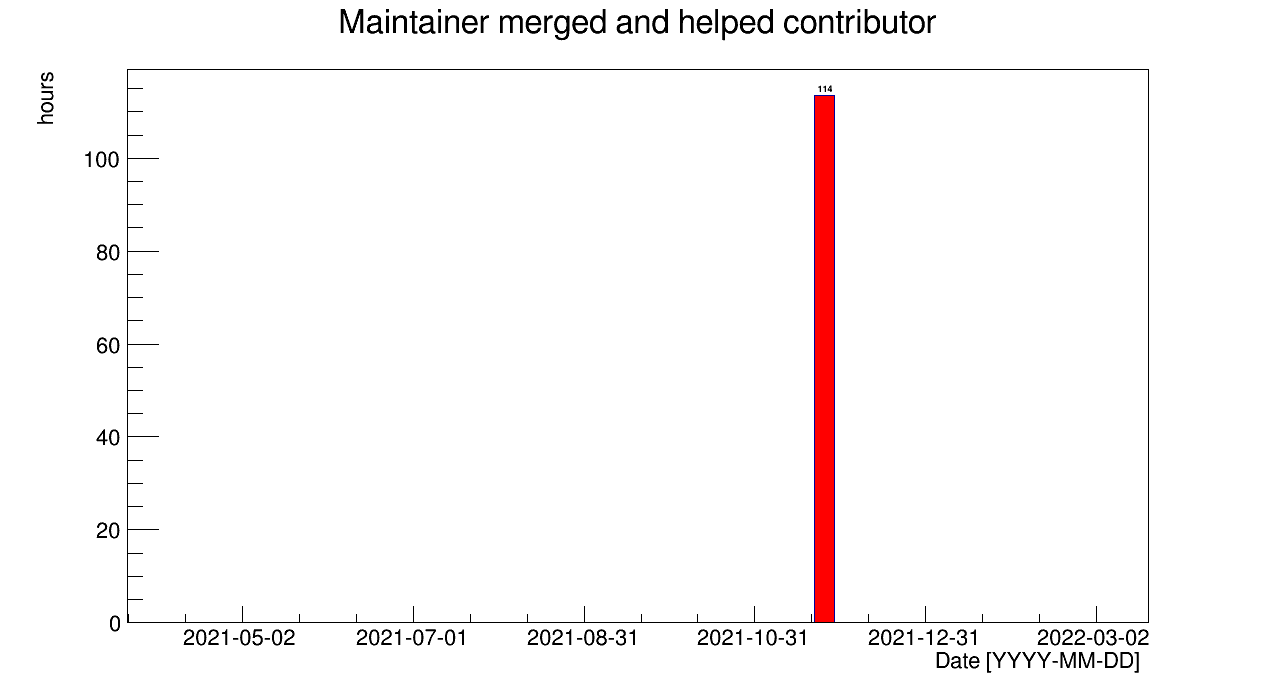 Maintainer merged and helped contributor
hours
114
100
80
60
40
20
0
2021-05-02 2021-07-01 2021-08-31 2021-10-31 2021-12-31 2022-03-02
Date [YYYY-MM-DD]